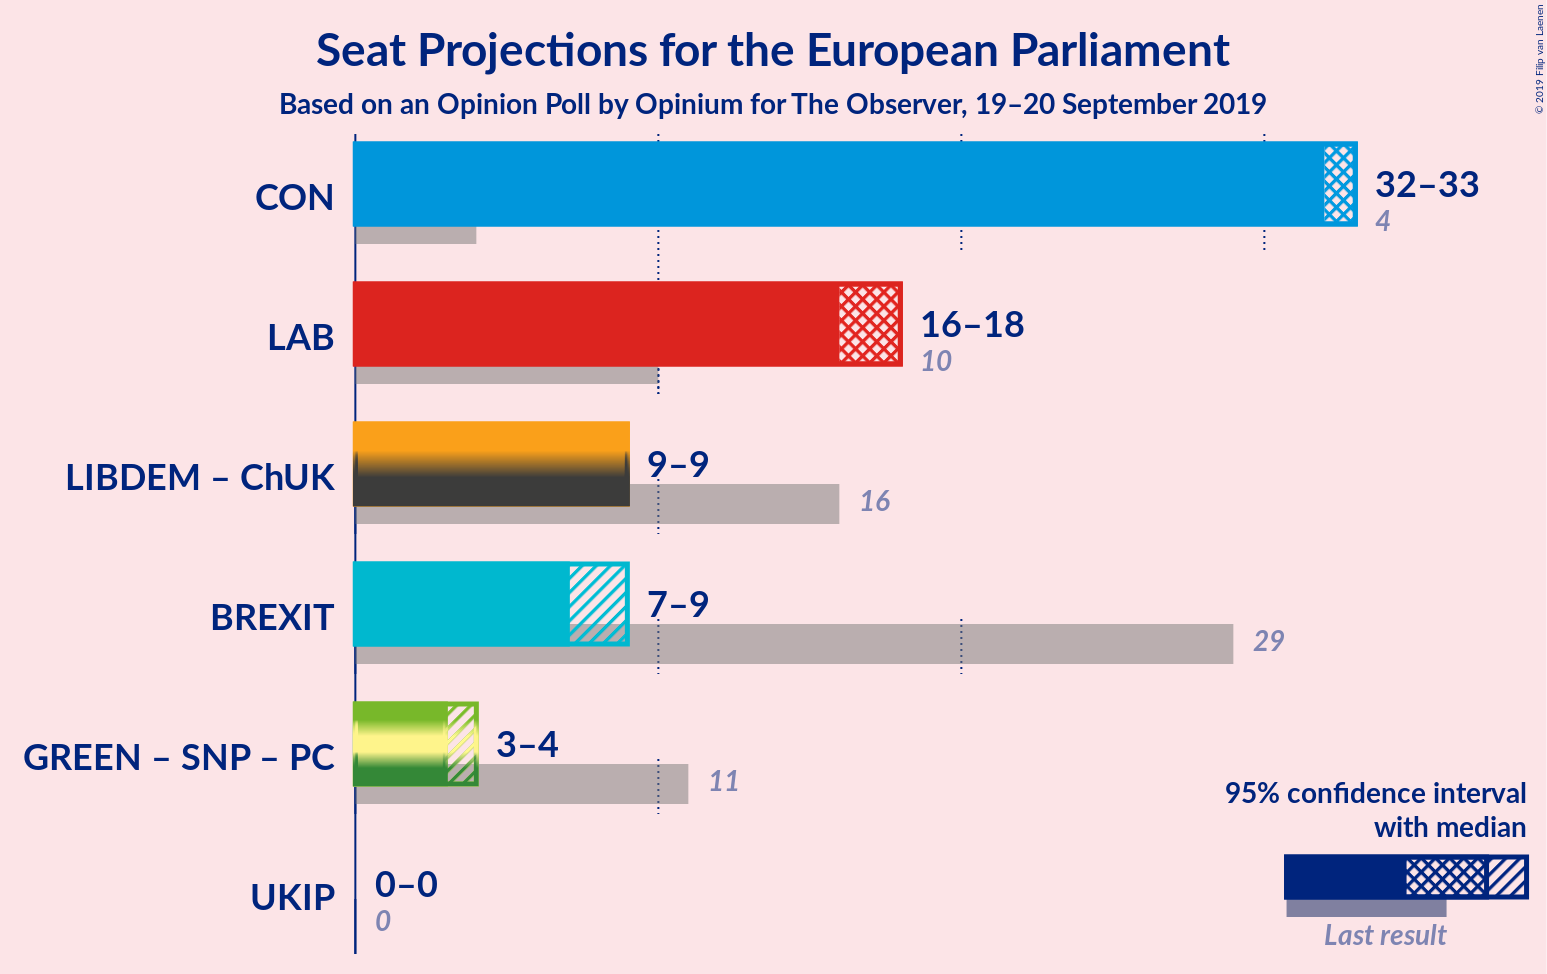 Seat Projections for the European Parliament
Based on an Opinion Poll by Opinium for The Observer, 19–20 September 2019
© 2019 Filip van Laenen
CON
32–33
4
LAB
16–18
10
LIBDEM – ChUK
9–9
16
BREXIT
7–9
29
GREEN – SNP – PC
3–4
11
UKIP
0–0
0
95% confidence interval
with median
Last result